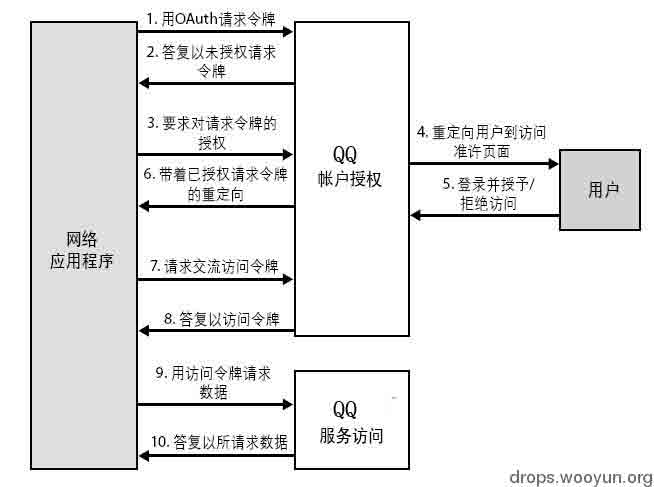 1. 用OAuth请求令牌
2. 答复以未授权请求
令牌
3. 要求对请求令牌的
授权
6. 带着已授权请求令牌
的重定向
7. 请求交流访问令牌
8. 答复以访问令牌
9. 用访问令牌请求
数据
10. 答复以所请求数据
网络
应用程序
QQ
帐户授权
4. 重定向用户到访问
准许页面
5. 登录并授予/
拒绝访问
用户
QQ
服务访问
drops.wooyun.org